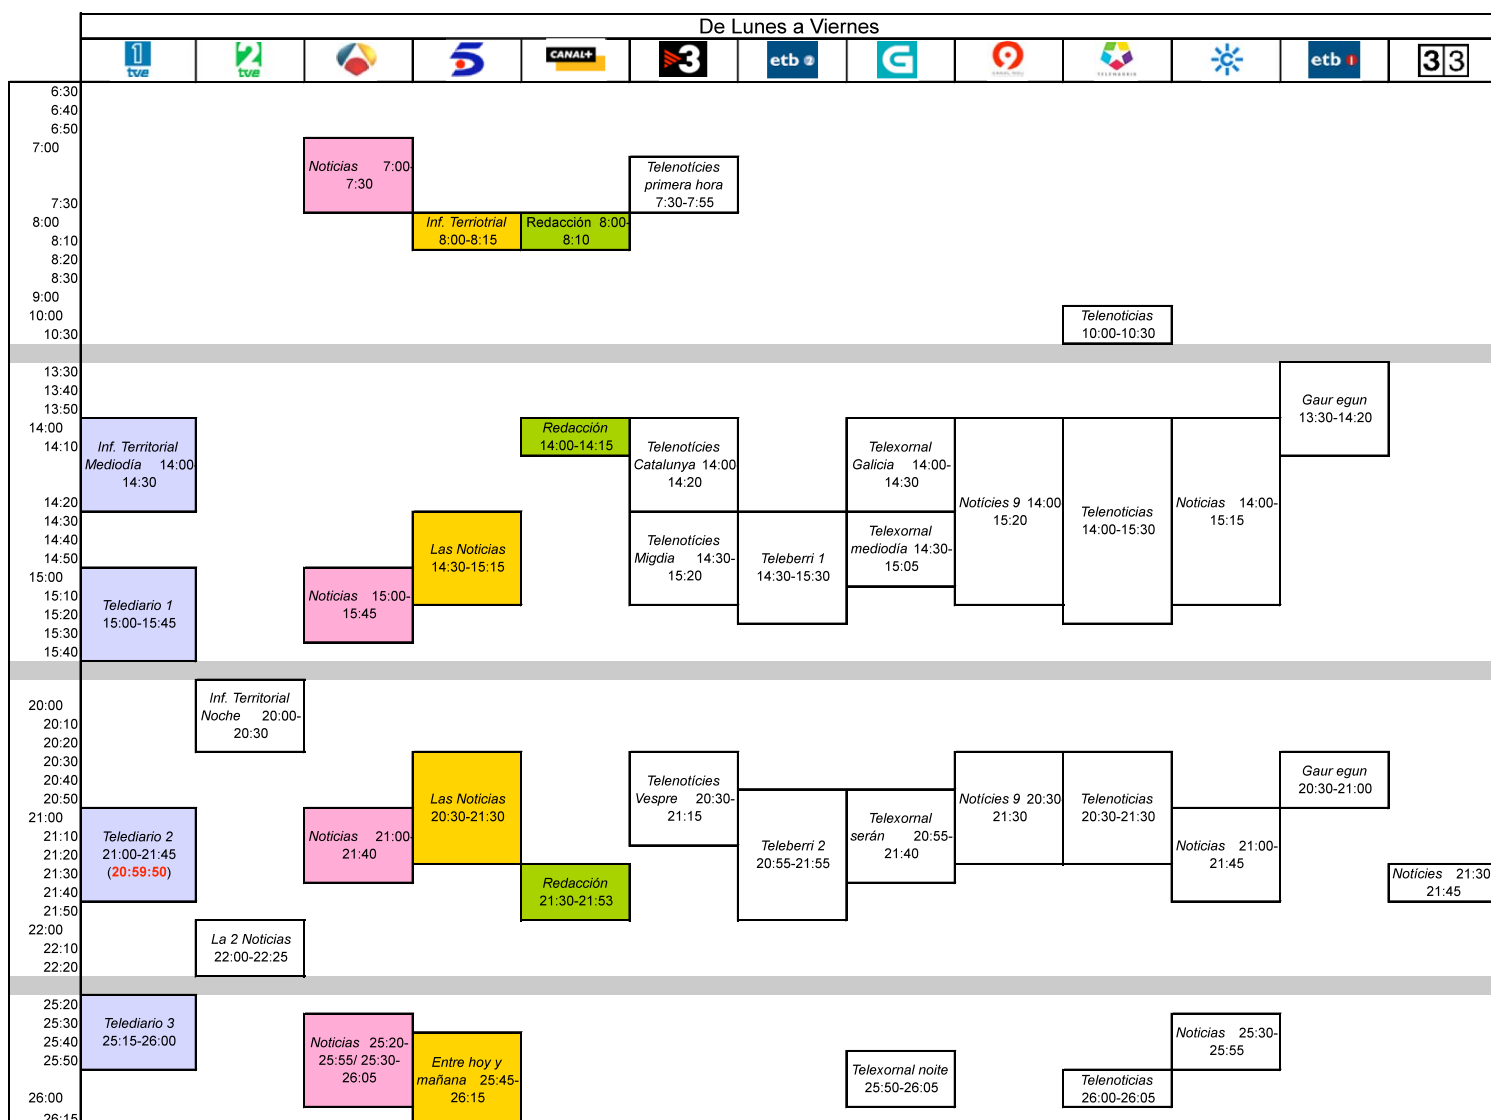 De Lunes a Viernes
1 tve
2 tve
5
CANAL+
3
etb 2
G
9 CANAL NOU
TELEMADRID
C
etb 1
33
6:30
6:40
6:50
7:00
Noticias 7:00-
7:30
Telenotícies
primera hora
7:30-7:55
7:30
8:00
Inf. Terriotrial
8:00-8:15
Redacción 8:00-
8:10
8:10
8:20
8:30
9:00
10:00
Telenoticias
10:00-10:30
10:30
13:30
13:40
13:50
Gaur egun
13:30-14:20
14:00
14:10
Inf. Territorial
Mediodía 14:00-
14:30
Redacción
14:00-14:15
Telenotícies
Catalunya 14:00
14:20
Telexornal
Galicia 14:00-
14:30
Notícies 9 14:00
15:20
Telenoticias
14:00-15:30
Noticias 14:00-
15:15
14:20
14:30
14:40
14:50
Las Noticias
14:30-15:15
Telenotícies
Migdia 14:30-
15:20
Teleberri 1
14:30-15:30
Telexornal
mediodía 14:30-
15:05
15:00
15:10
15:20
15:30
15:40
Telediario 1
15:00-15:45
Noticias 15:00-
15:45
Inf. Territorial
Noche 20:00-
20:30
20:00
20:10
20:20
20:30
20:40
20:50
Las Noticias
20:30-21:30
Telenotícies
Vespre 20:30-
21:15
Notícies 9 20:30
21:30
Telenoticias
20:30-21:30
Gaur egun
20:30-21:00
21:00
21:10
21:20
21:30
21:40
21:50
Telediario 2
21:00-21:45
(20:59:50)
Noticias 21:00-
21:40
Redacción
21:30-21:53
Teleberri 2
20:55-21:55
Telexornal
serán 20:55-
21:40
Noticias 21:00-
21:45
Notícies 21:30
21:45
22:00
22:10
22:20
La 2 Noticias
22:00-22:25
25:20
25:30
25:40
25:50
Telediario 3
25:15-26:00
Noticias 25:20-
25:55/ 25:30-
26:05
Entre hoy y
mañana 25:45-
26:15
Telexornal noite
25:50-26:05
Noticias 25:30-
25:55
Telenoticias
26:00-26:05
26:00
26:15